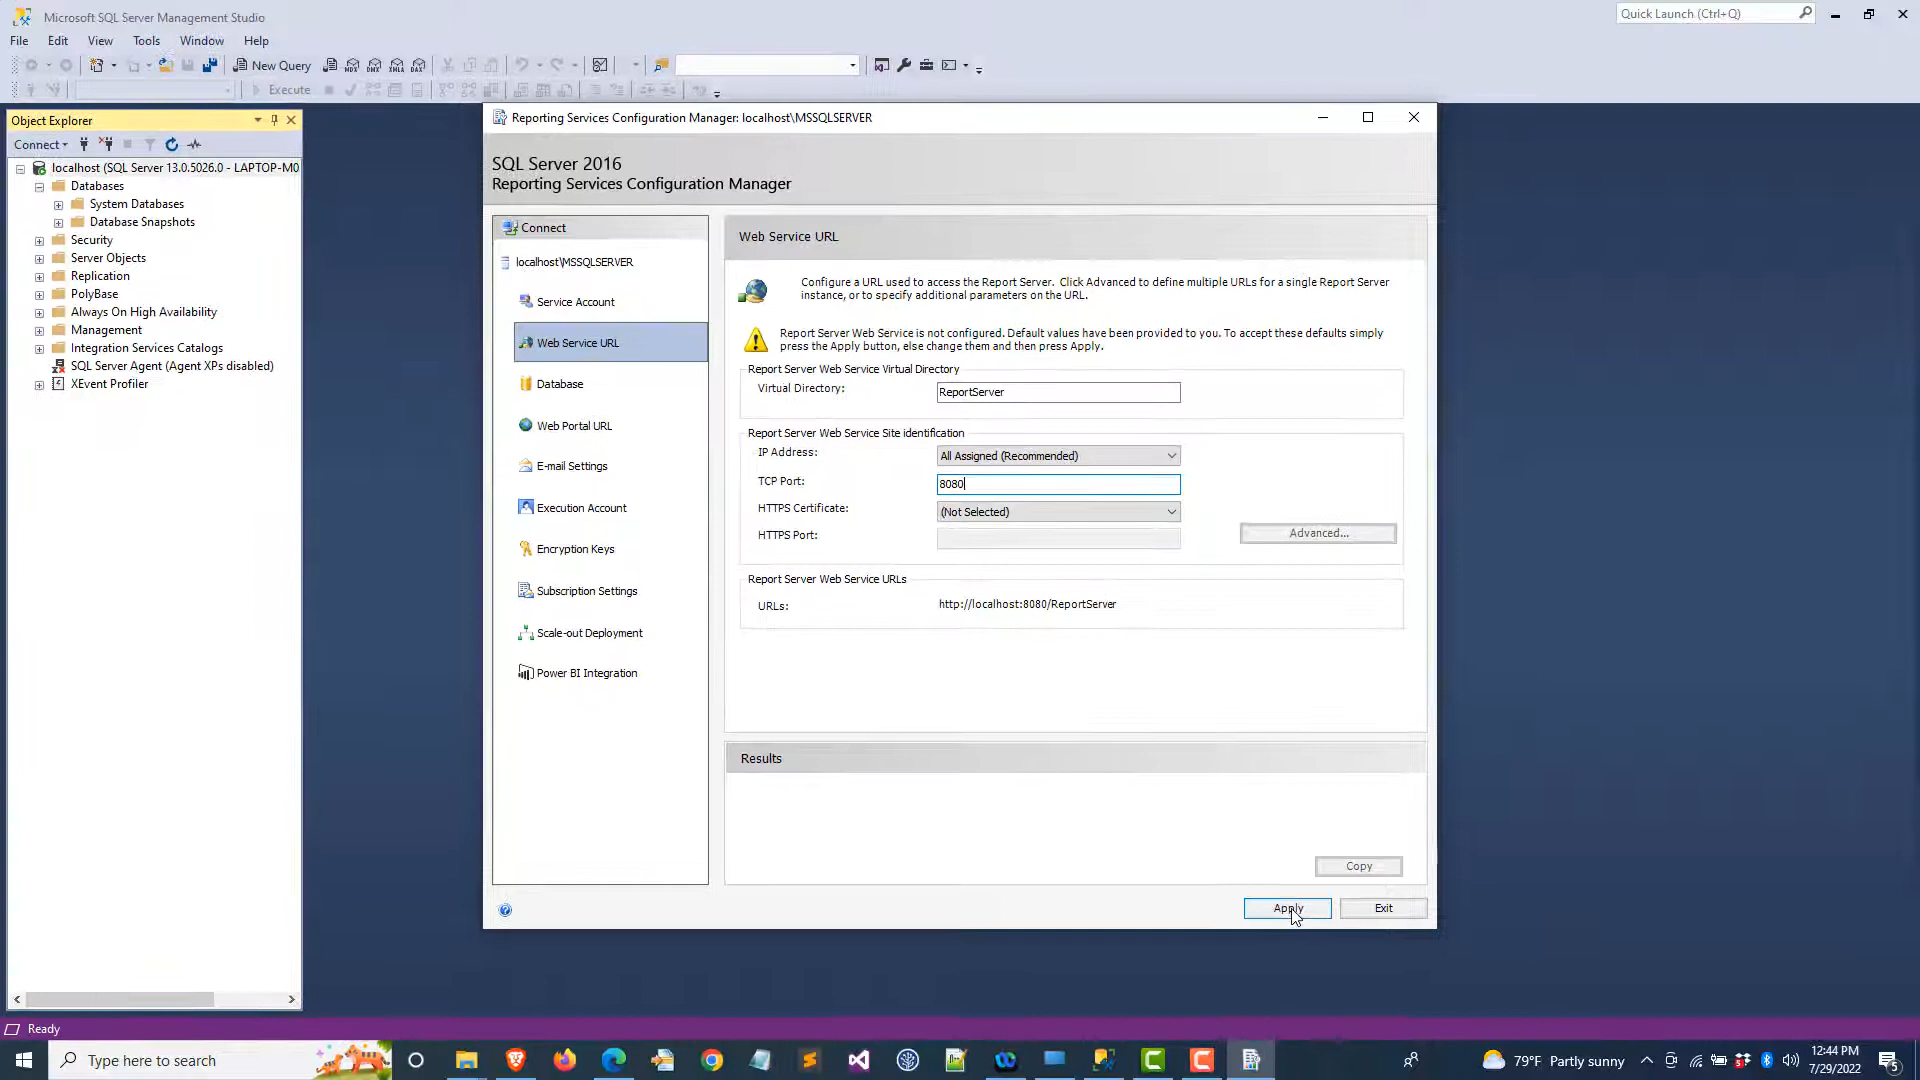 Microsoft SQL Server Management Studio
Quick Launch (Ctrl+Q)
File Edit View Tools Window Help
New Query
MDX DMX XMLA DAX
Execute
Object Explorer
Connect
localhost (SQL Server 13.0.5026.0 - LAPTOP-M0
Databases
System Databases
Database Snapshots
Security
Server Objects
Replication
PolyBase
Always On High Availability
Management
Integration Services Catalogs
SQL Server Agent (Agent XPs disabled)
XEvent Profiler
Reporting Services Configuration Manager: localhost\MSSQLSERVER
SQL Server 2016
Reporting Services Configuration Manager
Connect
localhost\MSSQLSERVER
Service Account
Web Service URL
Database
Web Portal URL
E-mail Settings
Execution Account
Encryption Keys
Subscription Settings
Scale-out Deployment
Power BI Integration
Web Service URL
Configure a URL used to access the Report Server. Click Advanced to define multiple URLs for a single Report Server
instance, or to specify additional parameters on the URL.
Report Server Web Service is not configured. Default values have been provided to you. To accept these defaults simply
press the Apply button, else change them and then press Apply.
Report Server Web Service Virtual Directory
Virtual Directory: ReportServer
Report Server Web Service Site identification
IP Address: All Assigned (Recommended)
TCP Port: 8080
HTTPS Certificate: (Not Selected)
HTTPS Port:
Advanced...
Report Server Web Service URLs
URLs: http://localhost:8080/ReportServer
Results
Copy
Apply Exit
Ready
Type here to search
79°F Partly sunny
12:44 PM
7/29/2022
5